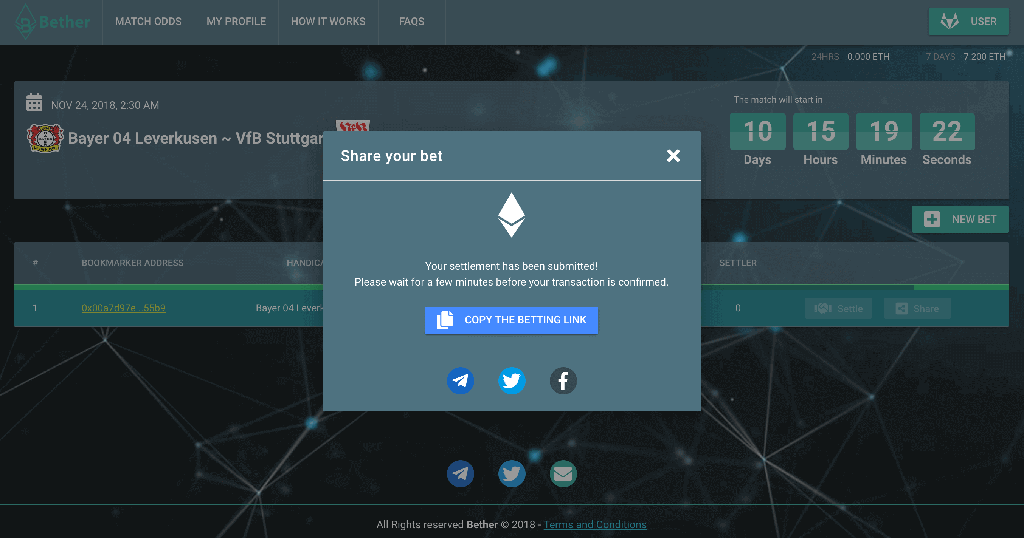 Bether
MATCH ODDS
MY PROFILE
HOW IT WORKS
FAQS
USER
24HRS 0.000 ETH 7 DAYS 7.200 ETH
NOV 24, 2018, 2:30 AM
Bayer 04 Leverkusen ~ VfB Stuttgar
The match will start in
10 15 19 22
Days Hours Minutes Seconds
Share your bet
NEW BET
# BOOKMARKER ADDRESS HANDICA SETTLER
Your settlement has been submitted!
Please wait for a few minutes before your transaction is confirmed.
1 0x00a7d97e...55b9 Bayer 04 Leverk 0 Settle Share
COPY THE BETTING LINK
All Rights reserved Bether © 2018 - Terms and Conditions